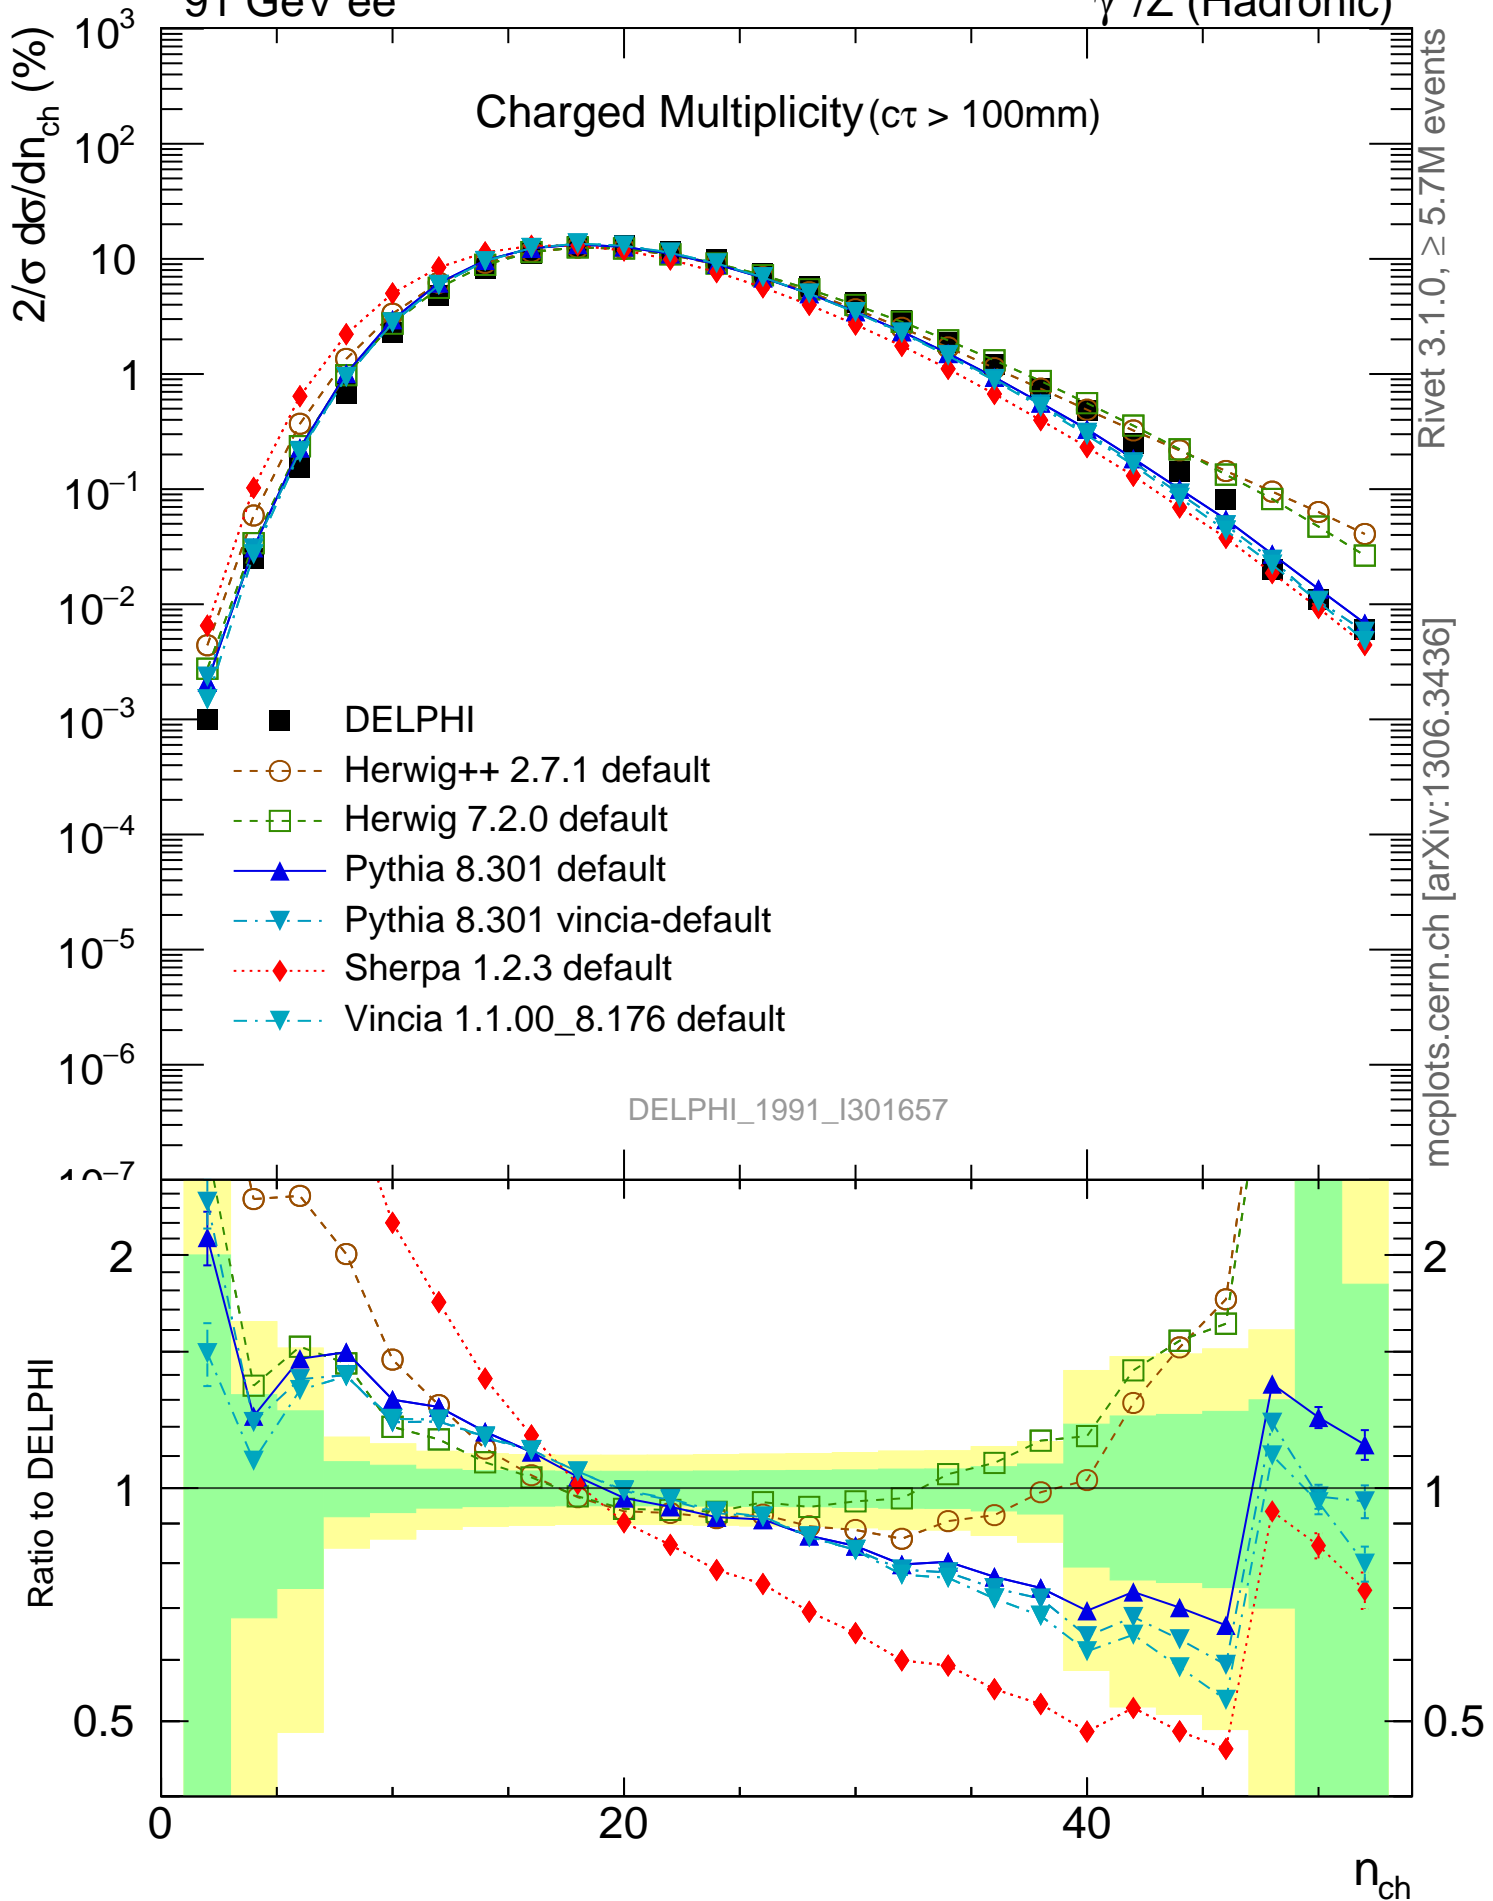 91 GeV ee
γ*/Z (Hadronic)
Charged Multiplicity (cτ > 100mm)
2/σ dσ/dn_ch (%)
10³
10²
10
1
10⁻¹
10⁻²
10⁻³
10⁻⁴
10⁻⁵
10⁻⁶
10⁻⁷
DELPHI
Herwig++ 2.7.1 default
Herwig 7.2.0 default
Pythia 8.301 default
Pythia 8.301 vincia-default
Sherpa 1.2.3 default
Vincia 1.1.00_8.176 default
DELPHI_1991_I301657
Rivet 3.1.0, ≥ 5.7M events
mcplots.cern.ch [arXiv:1306.3436]
Ratio to DELPHI
2
1
0.5
2
1
0.5
0
20
40
n_ch